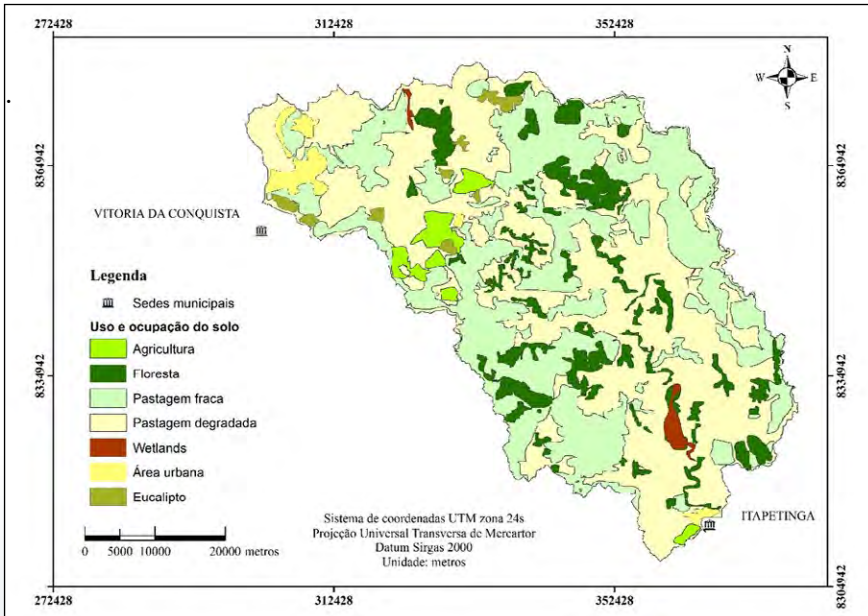 272428 312428 352428
N
W E
S
8364942 8364942
VITORIA DA CONQUISTA
Legenda
Sedes municipais
Uso e ocupação do solo
Agricultura
Floresta
Pastagem fraca
Pastagem degradada
Wetlands
Área urbana
Eucalipto
0 5000 10000 20000 metros
8334942 8334942
ITAPETINGA
Sistema de coordenadas UTM zona 24s
Projeção Universal Transversa de Mercartor
Datum Sirgas 2000
Unidade: metros
8304942
272428 312428 352428